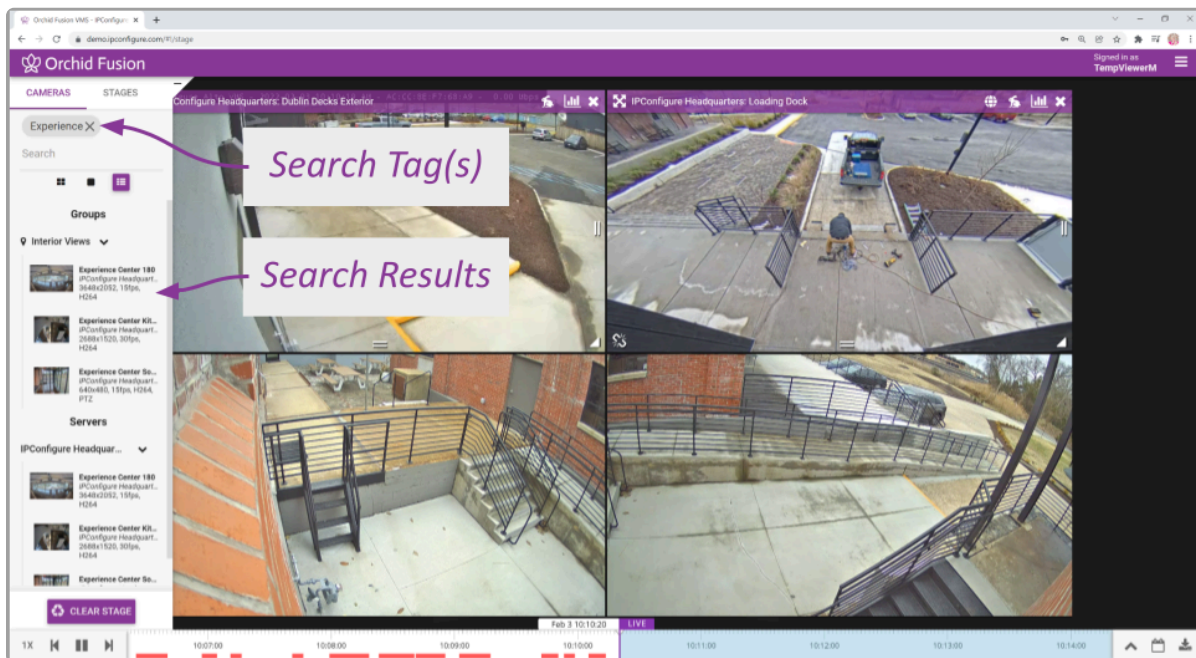 Orchid Fusion VMS - IPConfigur
demo.ipconfigure.com/#!/stage
Orchid Fusion
Signed in as
TempViewerM
CAMERAS STAGES
Configure Headquarters: Dublin Decks Exterior
IPConfigure Headquarters: Loading Dock
Experience
Search
Search Tag(s)
Groups
Interior Views
Search Results
Experience Center 180
IPConfigure Headquart...
3648x2052, 15fps,
H264
Experience Center Kit...
IPConfigure Headquart...
2688x1520, 30fps,
H264
Experience Center So...
IPConfigure Headquart...
640x480, 15fps, H264,
PTZ
Servers
IPConfigure Headquar...
Experience Center 180
IPConfigure Headquart...
3648x2052, 15fps,
H264
Experience Center Kit...
IPConfigure Headquart...
2688x1520, 30fps,
H264
Experience Center So...
CLEAR STAGE
Feb 3 10:10:20 LIVE
1X 10:07:00 10:08:00 10:09:00 10:10:00 10:11:00 10:12:00 10:13:00 10:14:00